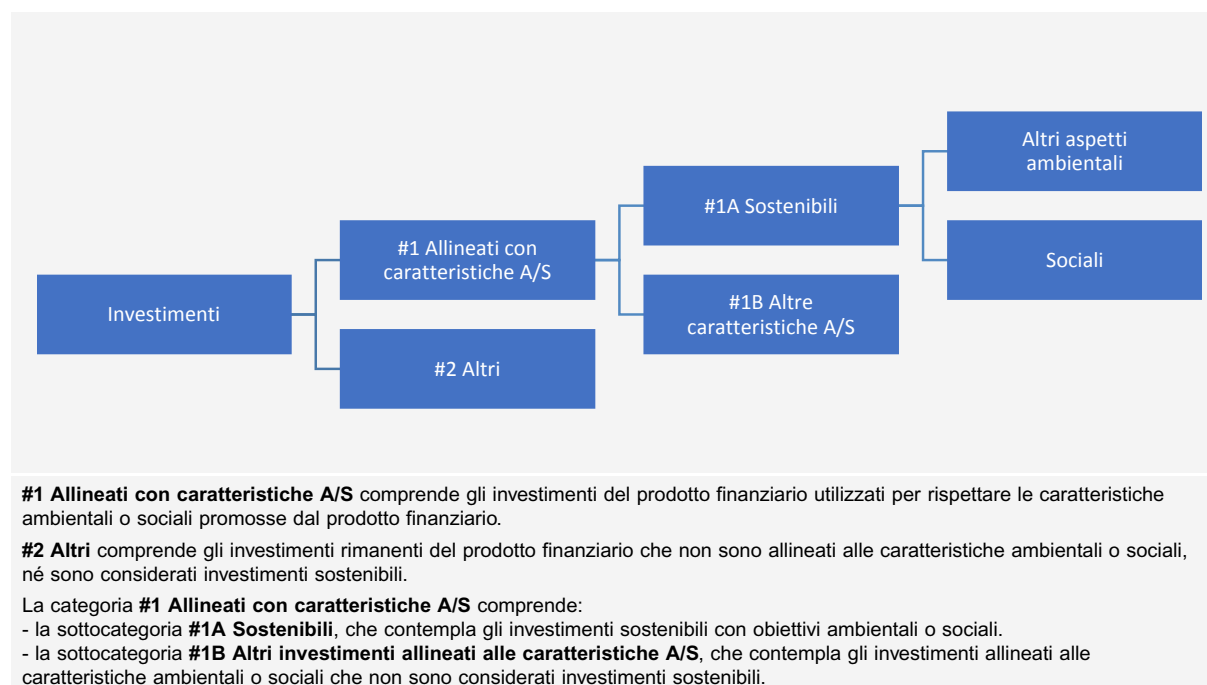 Altri aspetti
ambientali
#1A Sostenibili
#1 Allineati con
caratteristiche A/S
Sociali
Investimenti
#1B Altre
caratteristiche A/S
#2 Altri
#1 Allineati con caratteristiche A/S comprende gli investimenti del prodotto finanziario utilizzati per rispettare le caratteristiche
ambientali o sociali promosse dal prodotto finanziario.
#2 Altri comprende gli investimenti rimanenti del prodotto finanziario che non sono allineati alle caratteristiche ambientali o sociali,
né sono considerati investimenti sostenibili.
La categoria #1 Allineati con caratteristiche A/S comprende:
- la sottocategoria #1A Sostenibili, che contempla gli investimenti sostenibili con obiettivi ambientali o sociali.
- la sottocategoria #1B Altri investimenti allineati alle caratteristiche A/S, che contempla gli investimenti allineati alle
caratteristiche ambientali o sociali che non sono considerati investimenti sostenibili.